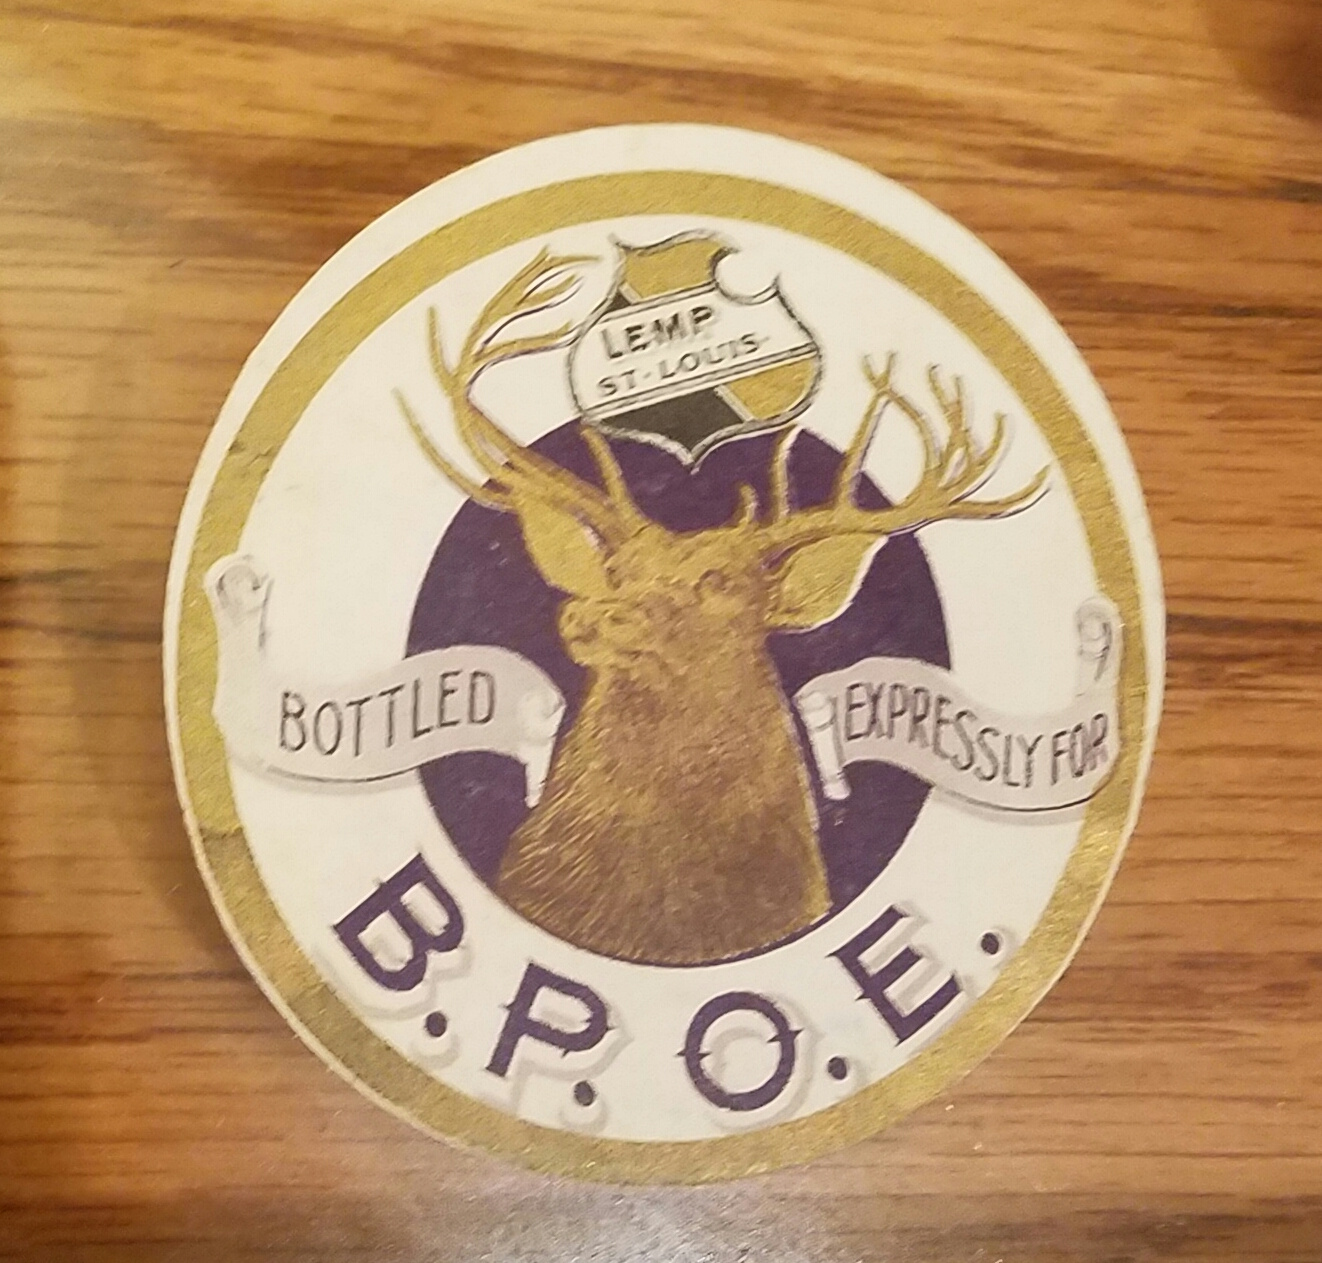 LEMP
ST·LOUIS·
BOTTLED
EXPRESSLY FOR
B.P.O.E.